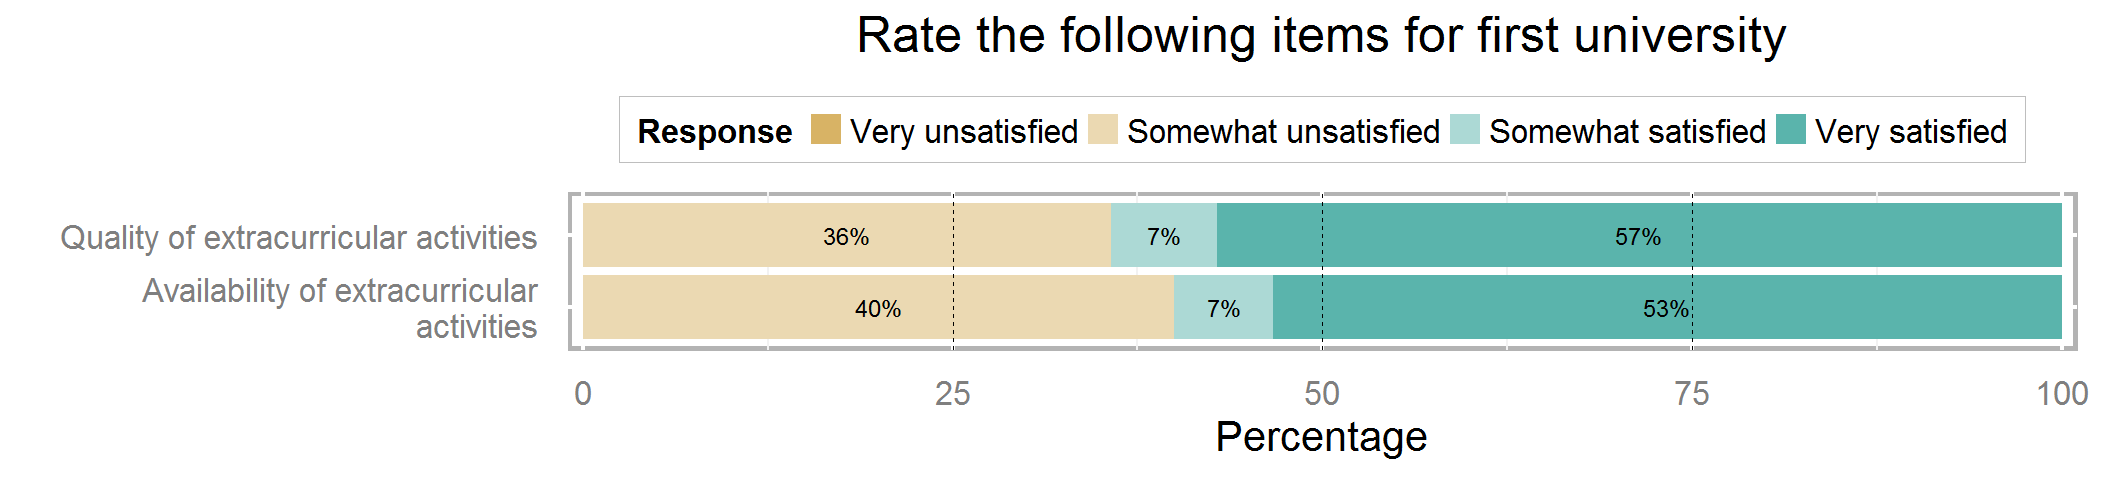 Rate the following items for first university
Response Very unsatisfied Somewhat unsatisfied Somewhat satisfied Very satisfied
Quality of extracurricular activities 36% 7% 57%
Availability of extracurricular
activities 40% 7% 53%
0 25 50 75 100
Percentage